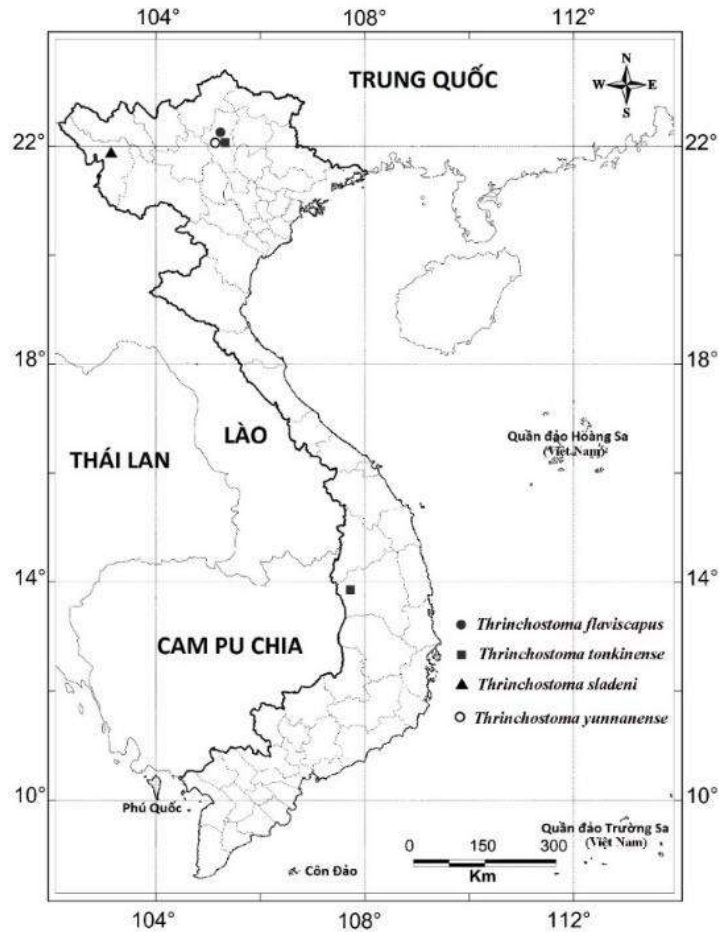 104°
108°
112°
TRUNG QUỐC
N
W E
S
22°
22°
18°
18°
LÀO
THÁI LAN
Quần đảo Hoàng Sa
(Việt Nam)
14°
14°
CAM PU CHIA
Thrinchostoma flaviscapus
Thrinchostoma tonkinense
Thrinchostoma sladeni
Thrinchostoma yunnanense
10°
10°
Phú Quốc
Côn Đảo
0 150 300
Km
Quần đảo Trường Sa
(Việt Nam)
104°
108°
112°